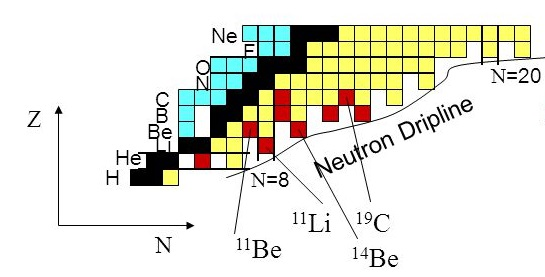 Ne
F
O
N
C
B
Be
Li
He
H
Z
N
N=8
N=20
Neutron Dripline
11Be
11Li
14Be
19C